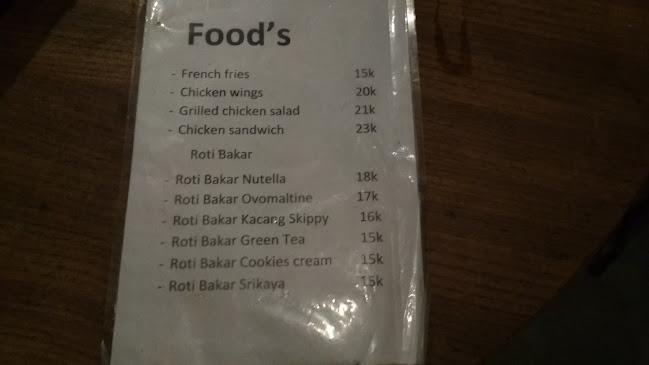 Food's
- French fries 15k
- Chicken wings 20k
- Grilled chicken salad 21k
- Chicken sandwich 23k
Roti Bakar
- Roti Bakar Nutella 18k
- Roti Bakar Ovomaltine 17k
- Roti Bakar Kacang Skippy 16k
- Roti Bakar Green Tea 15k
- Roti Bakar Cookies cream 15k
- Roti Bakar Srikaya 15k